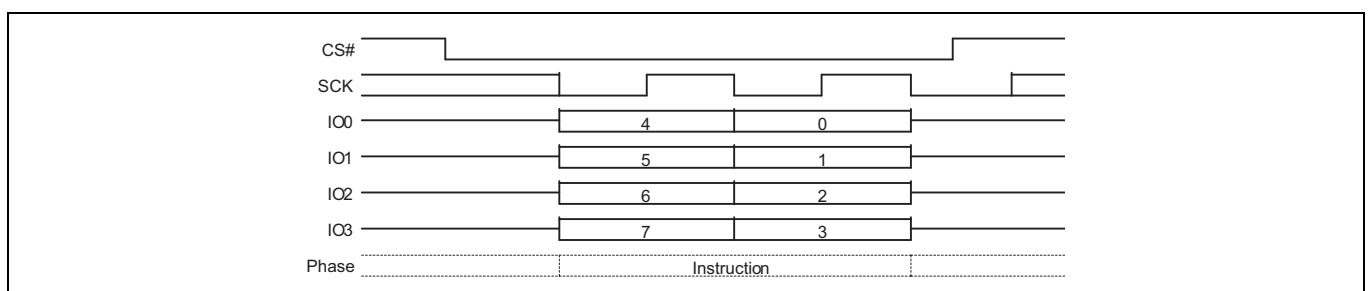 CS#
SCK
IO0 4 0
IO1 5 1
IO2 6 2
IO3 7 3
Phase Instruction